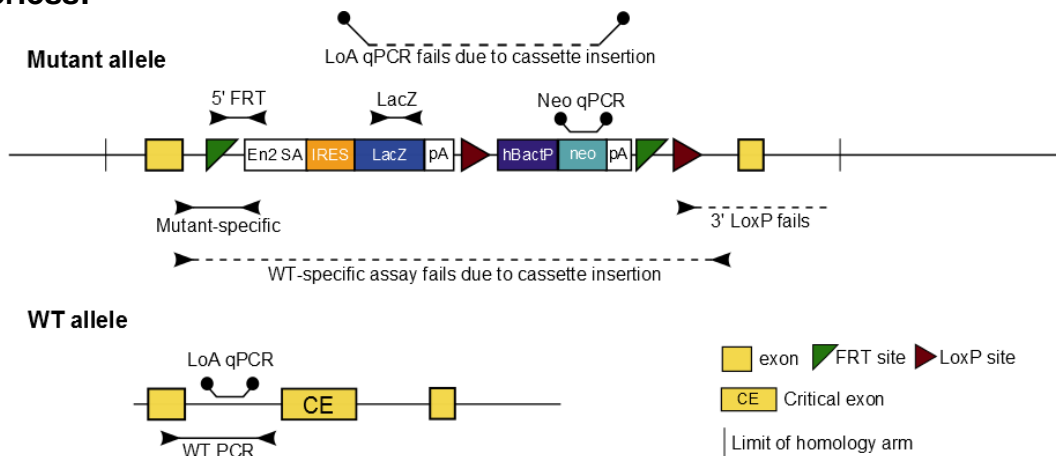 LoA qPCR fails due to cassette insertion
Mutant allele
5' FRT
LacZ
Neo qPCR
En2 SA IRES LacZ pA hBactP neo pA
Mutant-specific
3' LoxP fails
WT-specific assay fails due to cassette insertion
WT allele
LoA qPCR
exon FRT site LoxP site
CE
CE Critical exon
WT PCR
Limit of homology arm